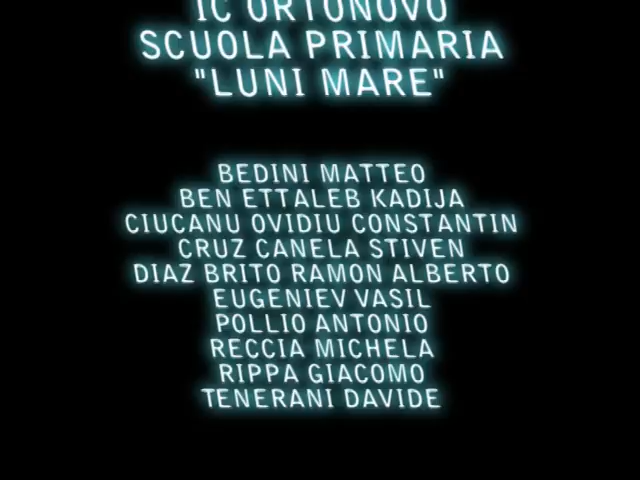 IC ORTONOVO
SCUOLA PRIMARIA
"LUNI MARE"
BEDINI MATTEO
BEN ETTALEB KADIJA
CIUCANU OVIDIU CONSTANTIN
CRUZ CANELA STIVEN
DIAZ BRITO RAMON ALBERTO
EUGENIEV VASIL
POLLIO ANTONIO
RECCIA MICHELA
RIPPA GIACOMO
TENERANI DAVIDE